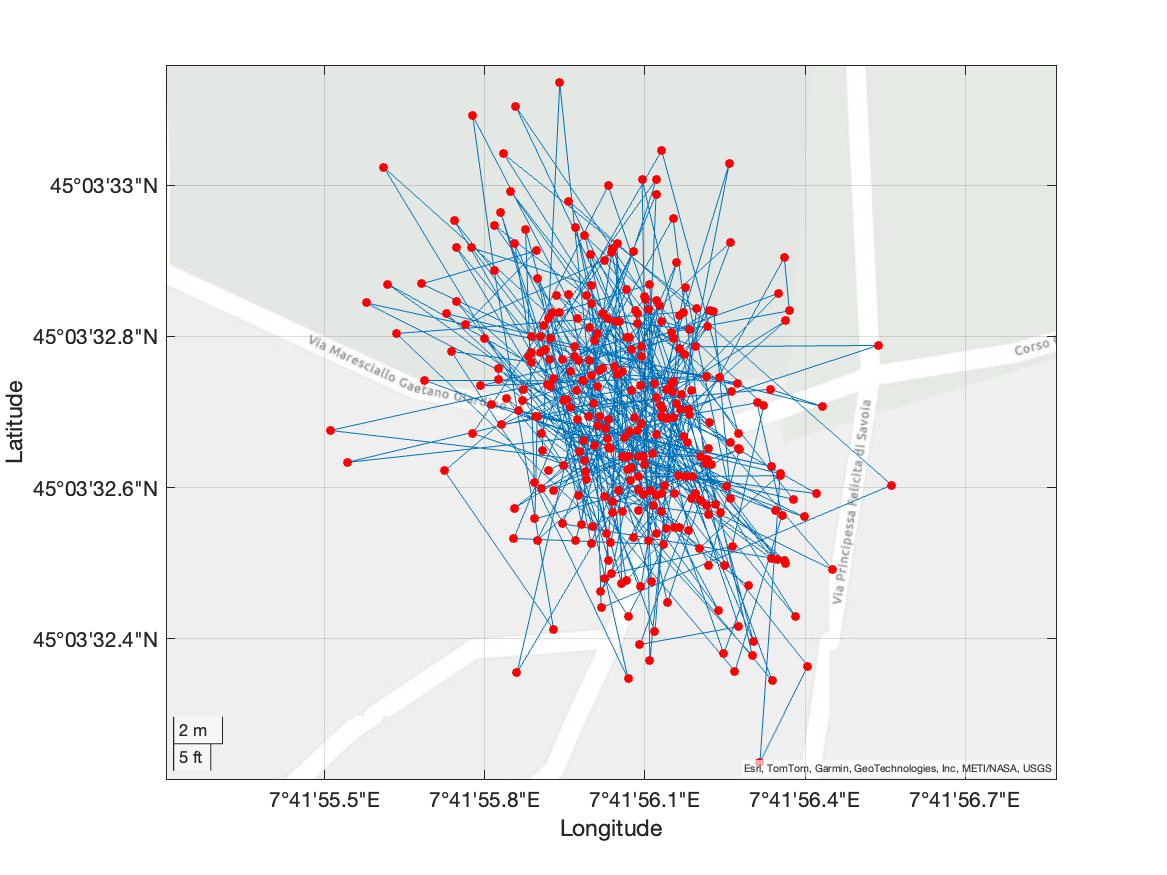 45°03'33"N
45°03'32.8"N
45°03'32.6"N
45°03'32.4"N
Latitude
Via Maresciallo Gaetano
Corso
Via Principessa Felicita di Savoia
2 m
5 ft
Esri, TomTom, Garmin, GeoTechnologies, Inc, METI/NASA, USGS
7°41'55.5"E
7°41'55.8"E
7°41'56.1"E
7°41'56.4"E
7°41'56.7"E
Longitude